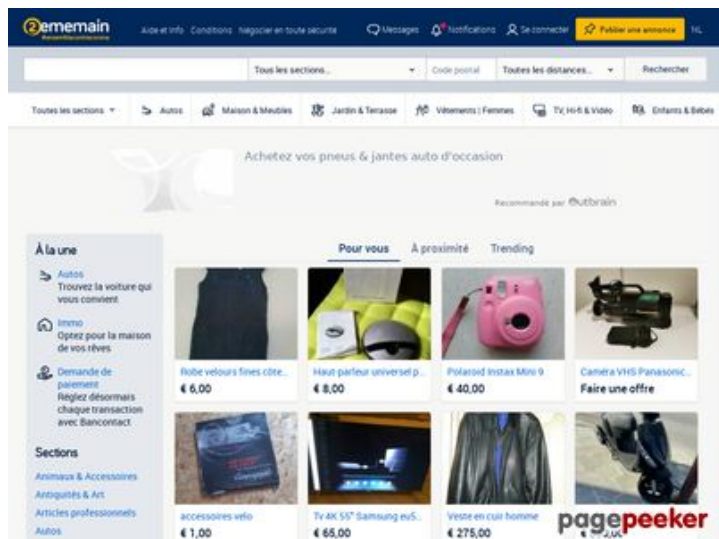 2ememain
Aide et Info Conditions Négocier en toute sécurité Messages Notifications Se connecter Publier une annonce NL
Tous les sections... Code postal Toutes les distances... Rechercher
Toutes les sections Autos Maison & Meubles Jardin & Terrasse Vêtements | Femmes TV, Hi-fi & Vidéo Enfants & Bébés
Achetez vos pneus & jantes auto d'occasion
Recommandé par Outbrain
À la une
Autos
Trouvez la voiture qui
vous convient
Immo
Optez pour la maison
de vos rêves
Demande de
paiement
Réglez désormais
chaque transaction
avec Bancontact
Sections
Animaux & Accessoires
Antiquités & Art
Articles professionnels
Autos
Pour vous À proximité Trending
Robe velours fines côte...
€ 6,00
Haut parleur universel p...
€ 8,00
Polaroid Instax Mini 9
€ 40,00
Caméra VHS Panasonic...
Faire une offre
accessoires velo
€ 1,00
Tv 4K 55" Samsung eu5...
€ 65,00
Veste en cuir homme
€ 275,00
pagepeeker